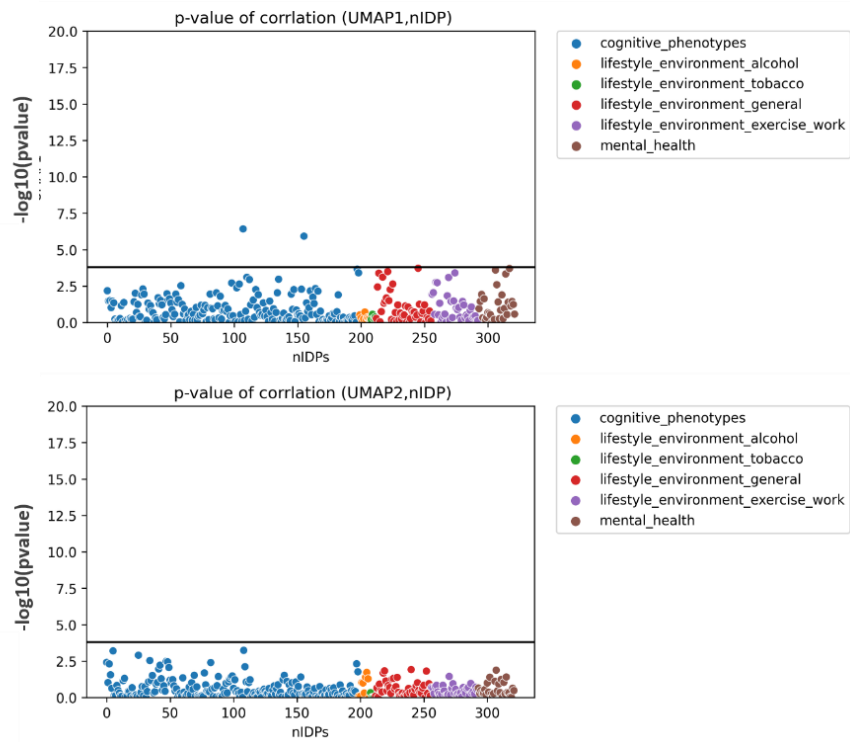 p-value of corrlation (UMAP1,nIDP)
20.0
17.5
15.0
12.5
10.0
7.5
5.0
2.5
0.0
-log10(pvalue)
0 50 100 150 200 250 300
nIDPs
cognitive_phenotypes
lifestyle_environment_alcohol
lifestyle_environment_tobacco
lifestyle_environment_general
lifestyle_environment_exercise_work
mental_health
p-value of corrlation (UMAP2,nIDP)
20.0
17.5
15.0
12.5
10.0
7.5
5.0
2.5
0.0
-log10(pvalue)
0 50 100 150 200 250 300
nIDPs
cognitive_phenotypes
lifestyle_environment_alcohol
lifestyle_environment_tobacco
lifestyle_environment_general
lifestyle_environment_exercise_work
mental_health